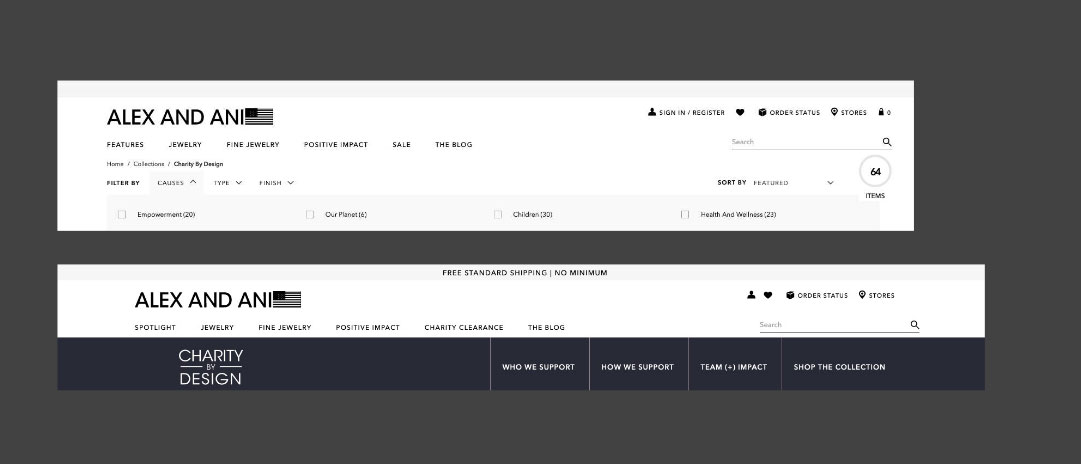 ALEX AND ANI
SIGN IN / REGISTER ORDER STATUS STORES 0
FEATURES JEWELRY FINE JEWELRY POSITIVE IMPACT SALE THE BLOG
Search
Home / Collections / Charity By Design
64
ITEMS
FILTER BY CAUSES TYPE FINISH SORT BY FEATURED
Empowerment (20) Our Planet (6) Children (30) Health And Wellness (23)
FREE STANDARD SHIPPING | NO MINIMUM
ALEX AND ANI
ORDER STATUS STORES
SPOTLIGHT JEWELRY FINE JEWELRY POSITIVE IMPACT CHARITY CLEARANCE THE BLOG
Search
CHARITY
BY
DESIGN
WHO WE SUPPORT HOW WE SUPPORT TEAM (+) IMPACT SHOP THE COLLECTION